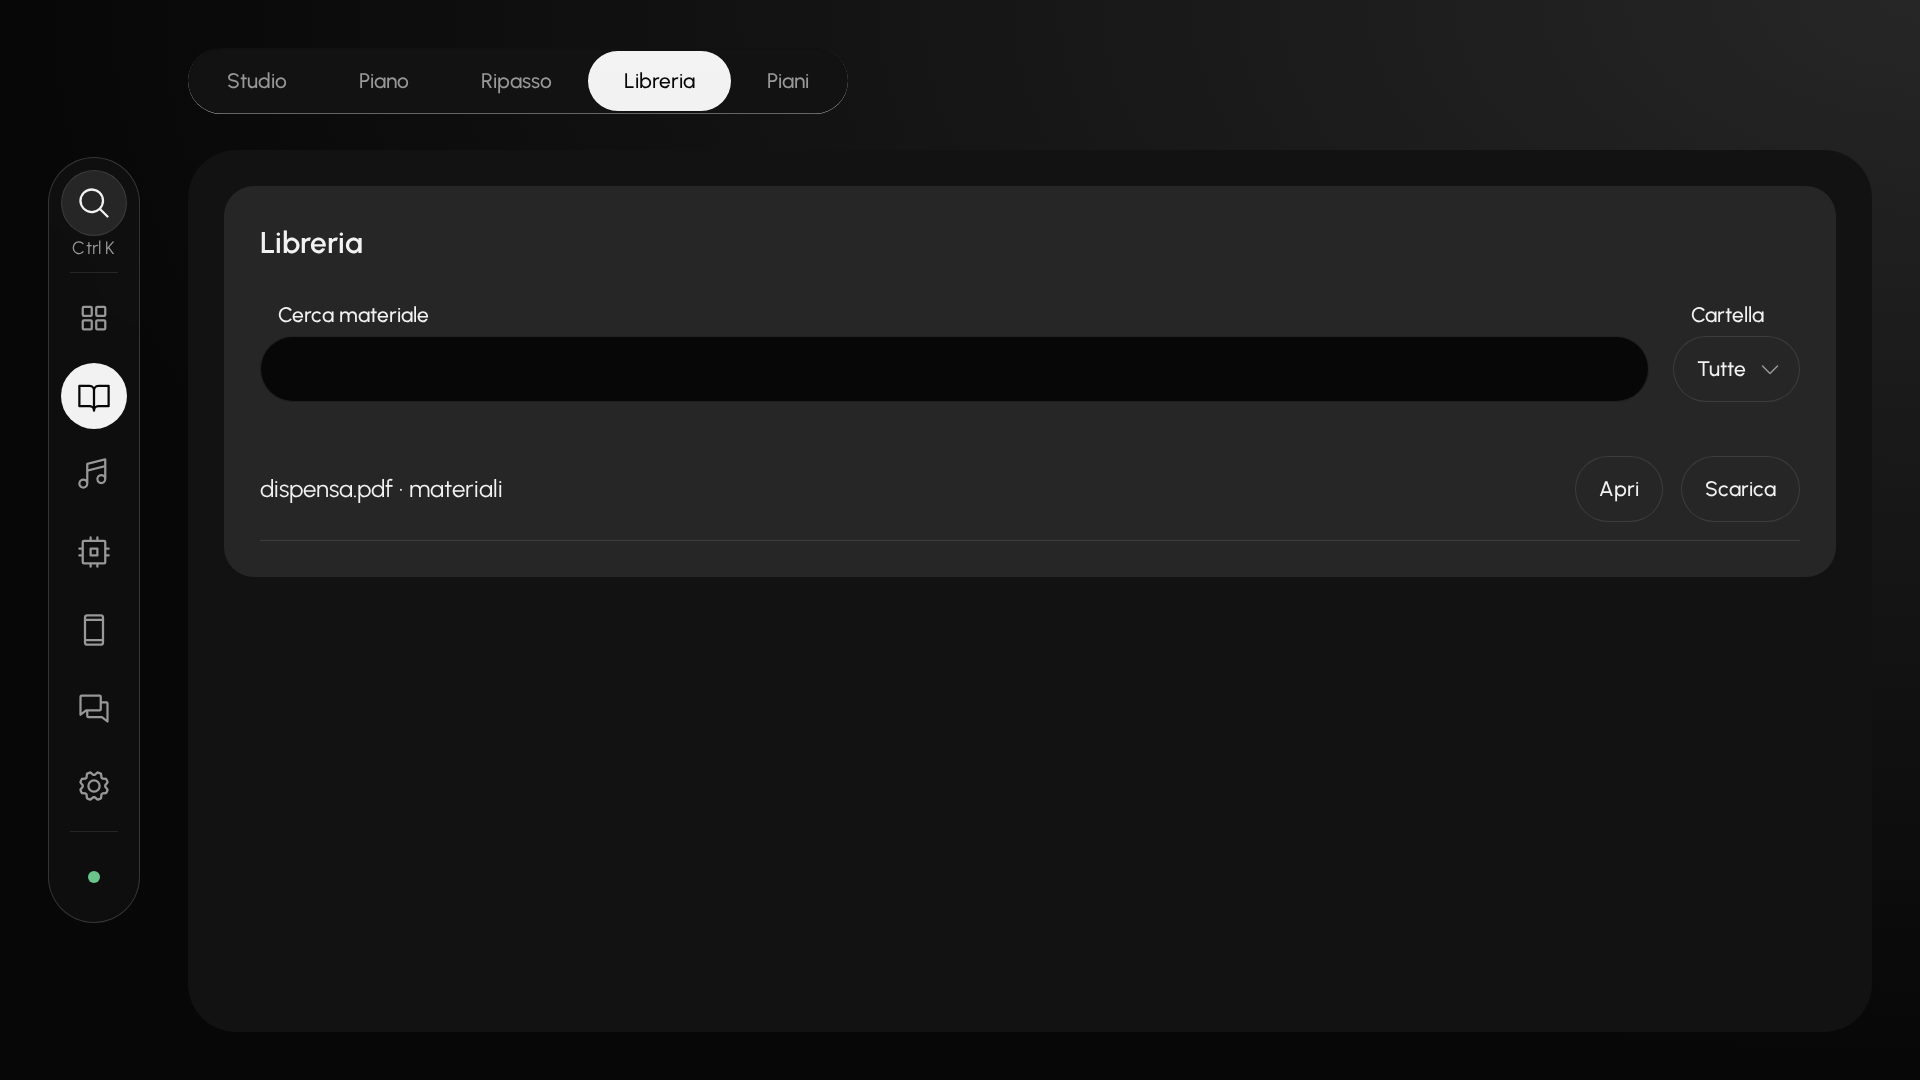 Studio Piano Ripasso Libreria Piani
Ctrl K
Libreria
Cerca materiale
Cartella
Tutte
dispensa.pdf · materiali
Apri
Scarica